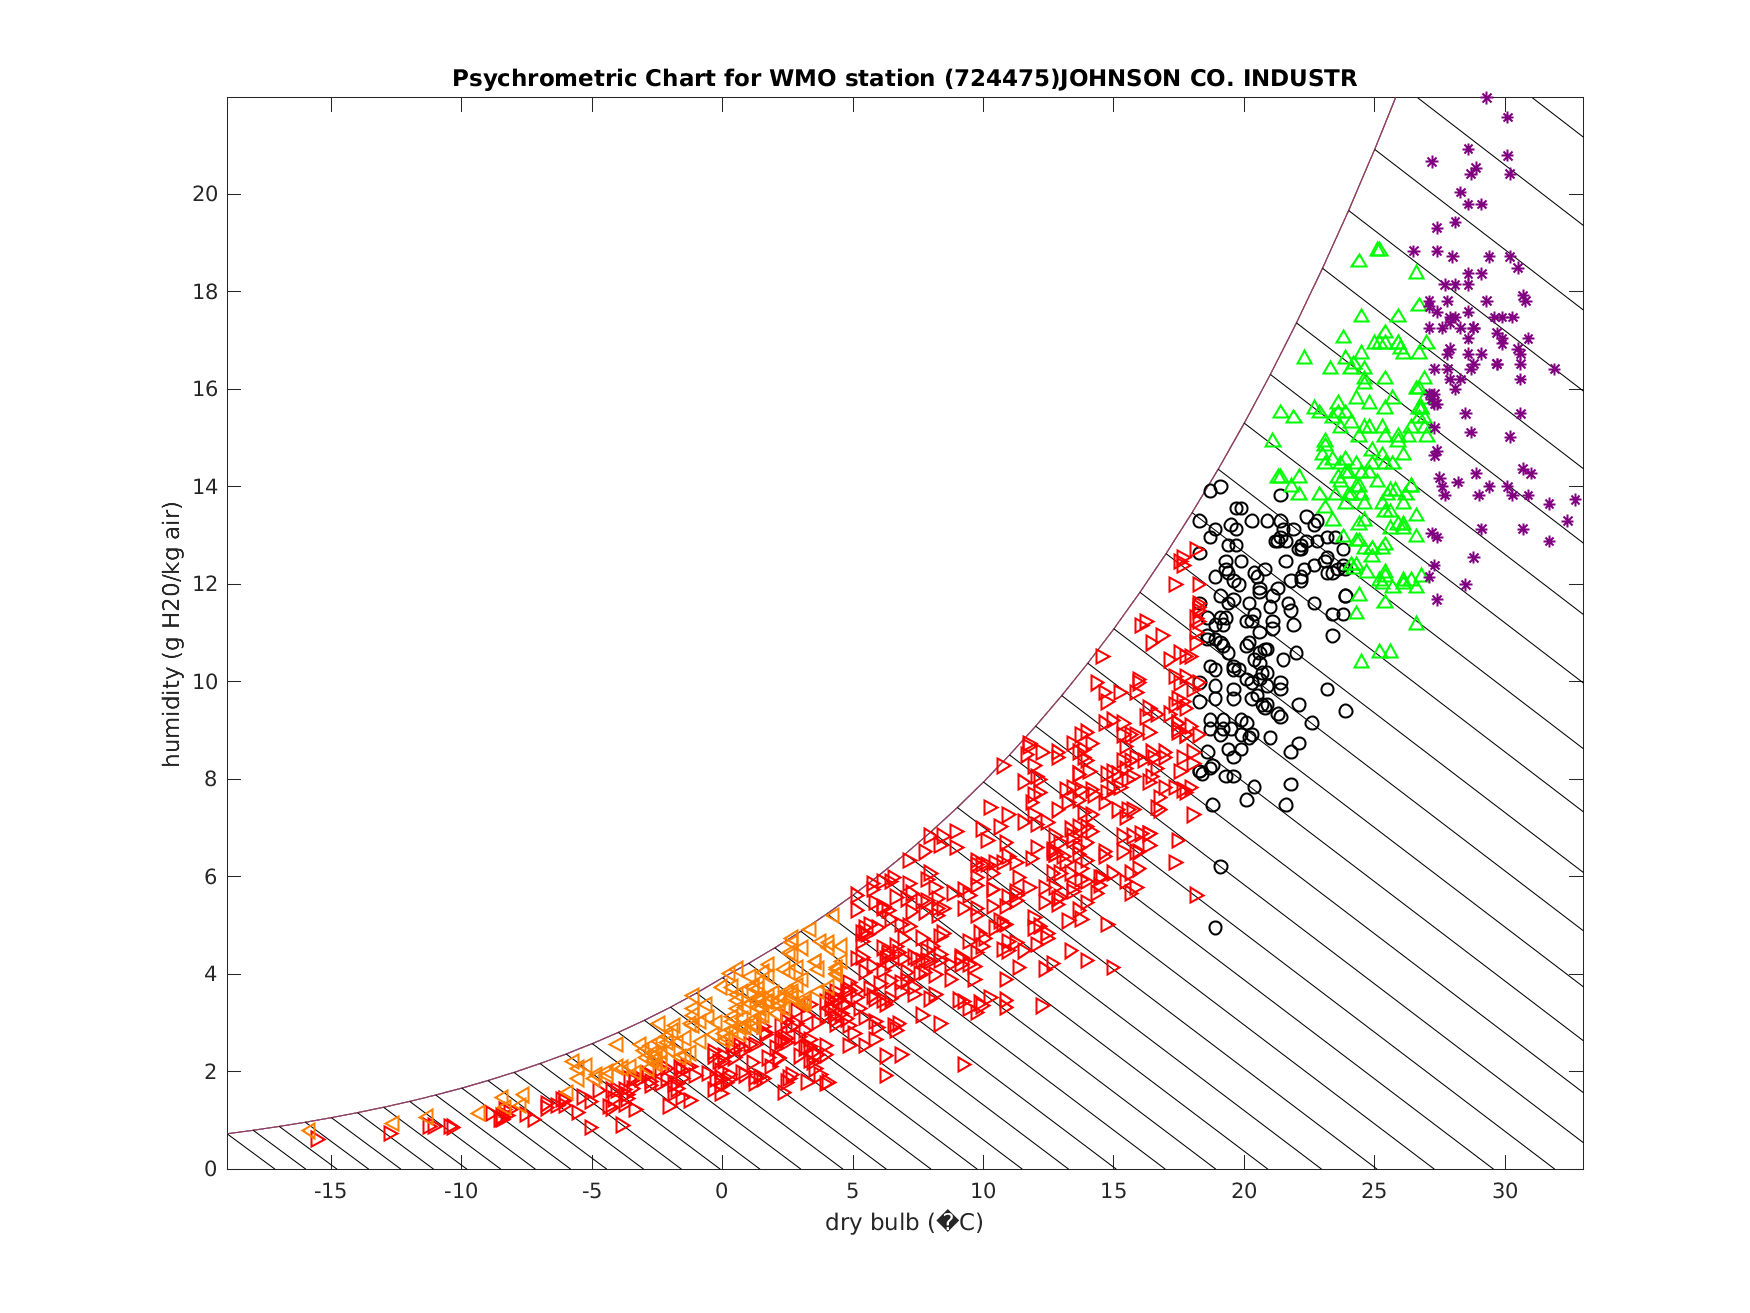 Psychrometric Chart for WMO station (724475)JOHNSON CO. INDUSTR
humidity (g H20/kg air)
20
18
16
14
12
10
8
6
4
2
0
-15 -10 -5 0 5 10 15 20 25 30
dry bulb (�C)